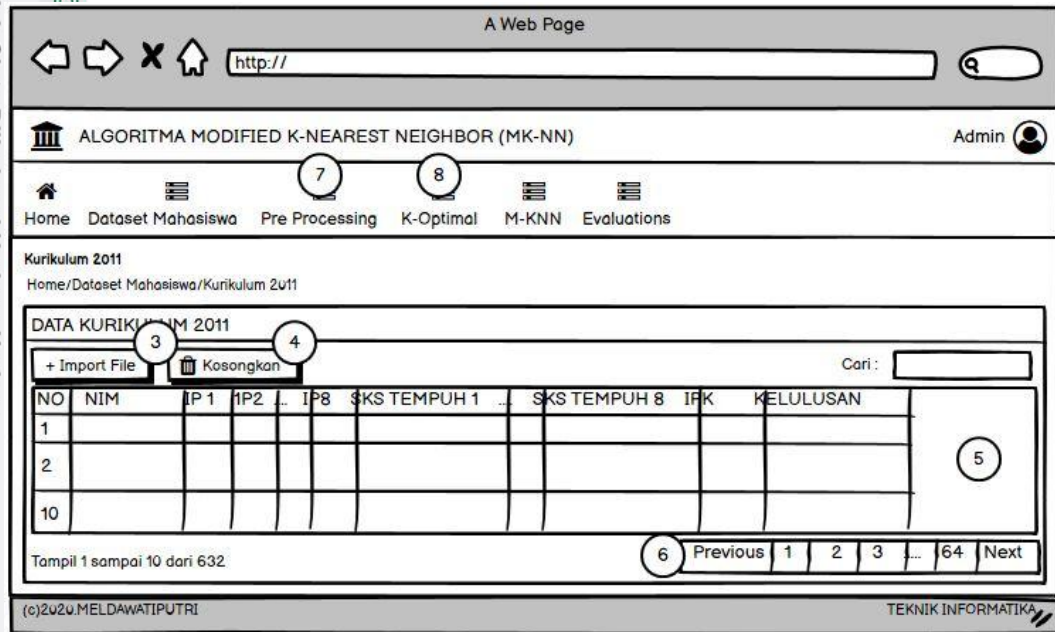 A Web Page
http://
ALGORITMA MODIFIED K-NEAREST NEIGHBOR (MK-NN)
Admin
7 8
Home Dataset Mahasiswa Pre Processing K-Optimal M-KNN Evaluations
Kurikulum 2011
Home/Dataset Mahasiswa/Kurikulum 2011
DATA KURIKULUM 2011
3 4
+ Import File Kosongkan Cari :
NO NIM IP 1 IP2 ... IP8 SKS TEMPUH 1 ... SKS TEMPUH 8 IPK KELULUSAN
1
2
5
10
Tampil 1 sampai 10 dari 632
6 Previous 1 2 3 .... 64 Next
(c)2020.MELDAWATIPUTRI TEKNIK INFORMATIKA